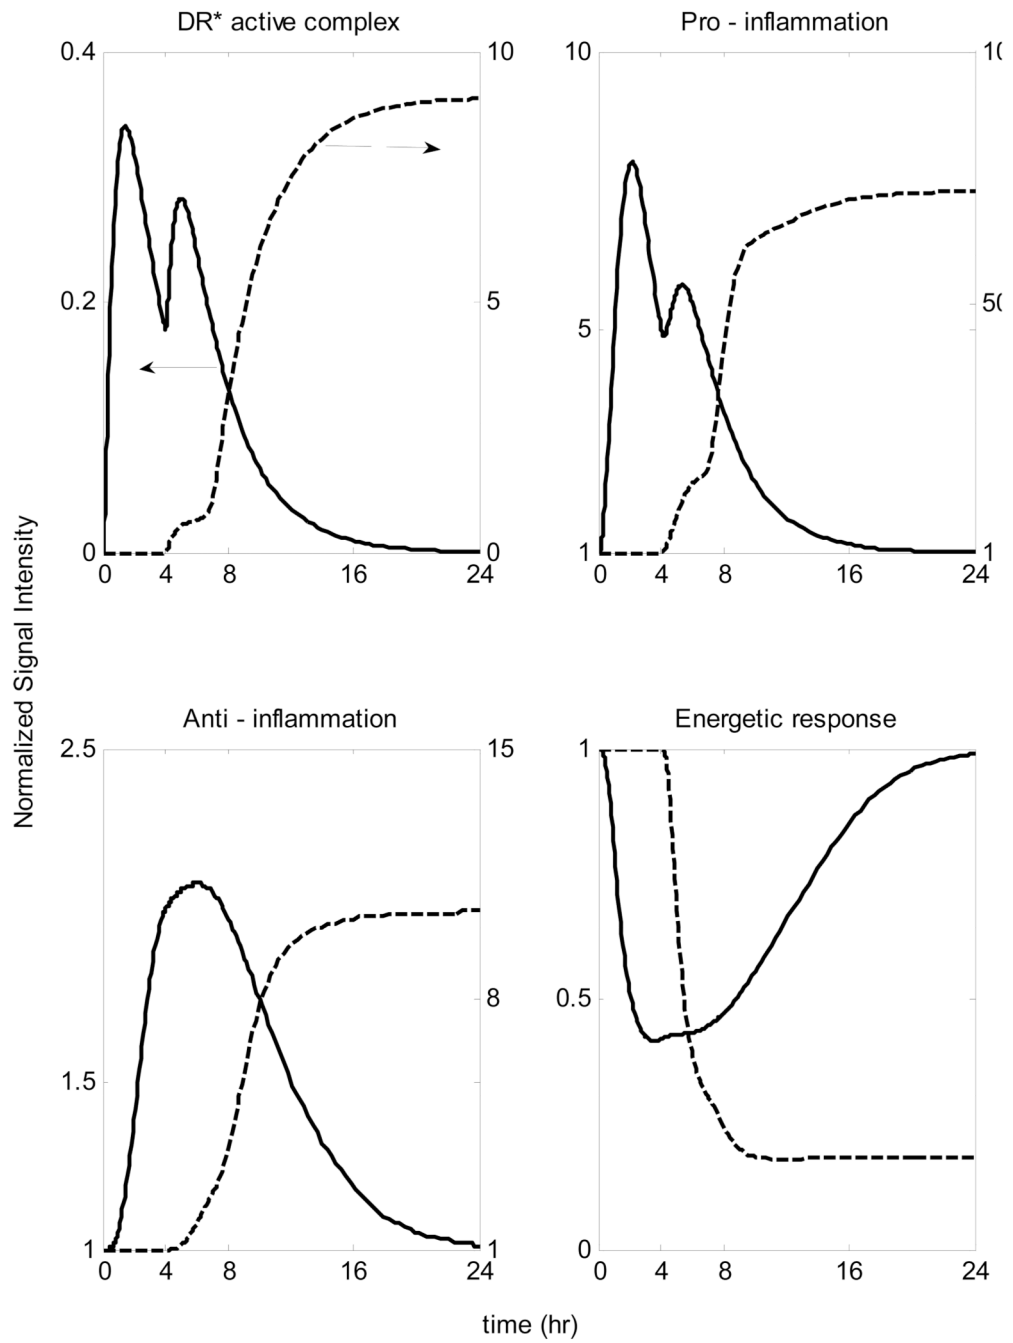 DR* active complex
Pro - inflammation
0.4
10
10
0.2
5
5
50
0
0
1
1
0 4 8 16 24
0 4 8 16 24
Normalized Signal Intensity
Anti - inflammation
Energetic response
2.5
15
1
8
0.5
1.5
1
1
0
0 4 8 16 24
0 4 8 16 24
time (hr)